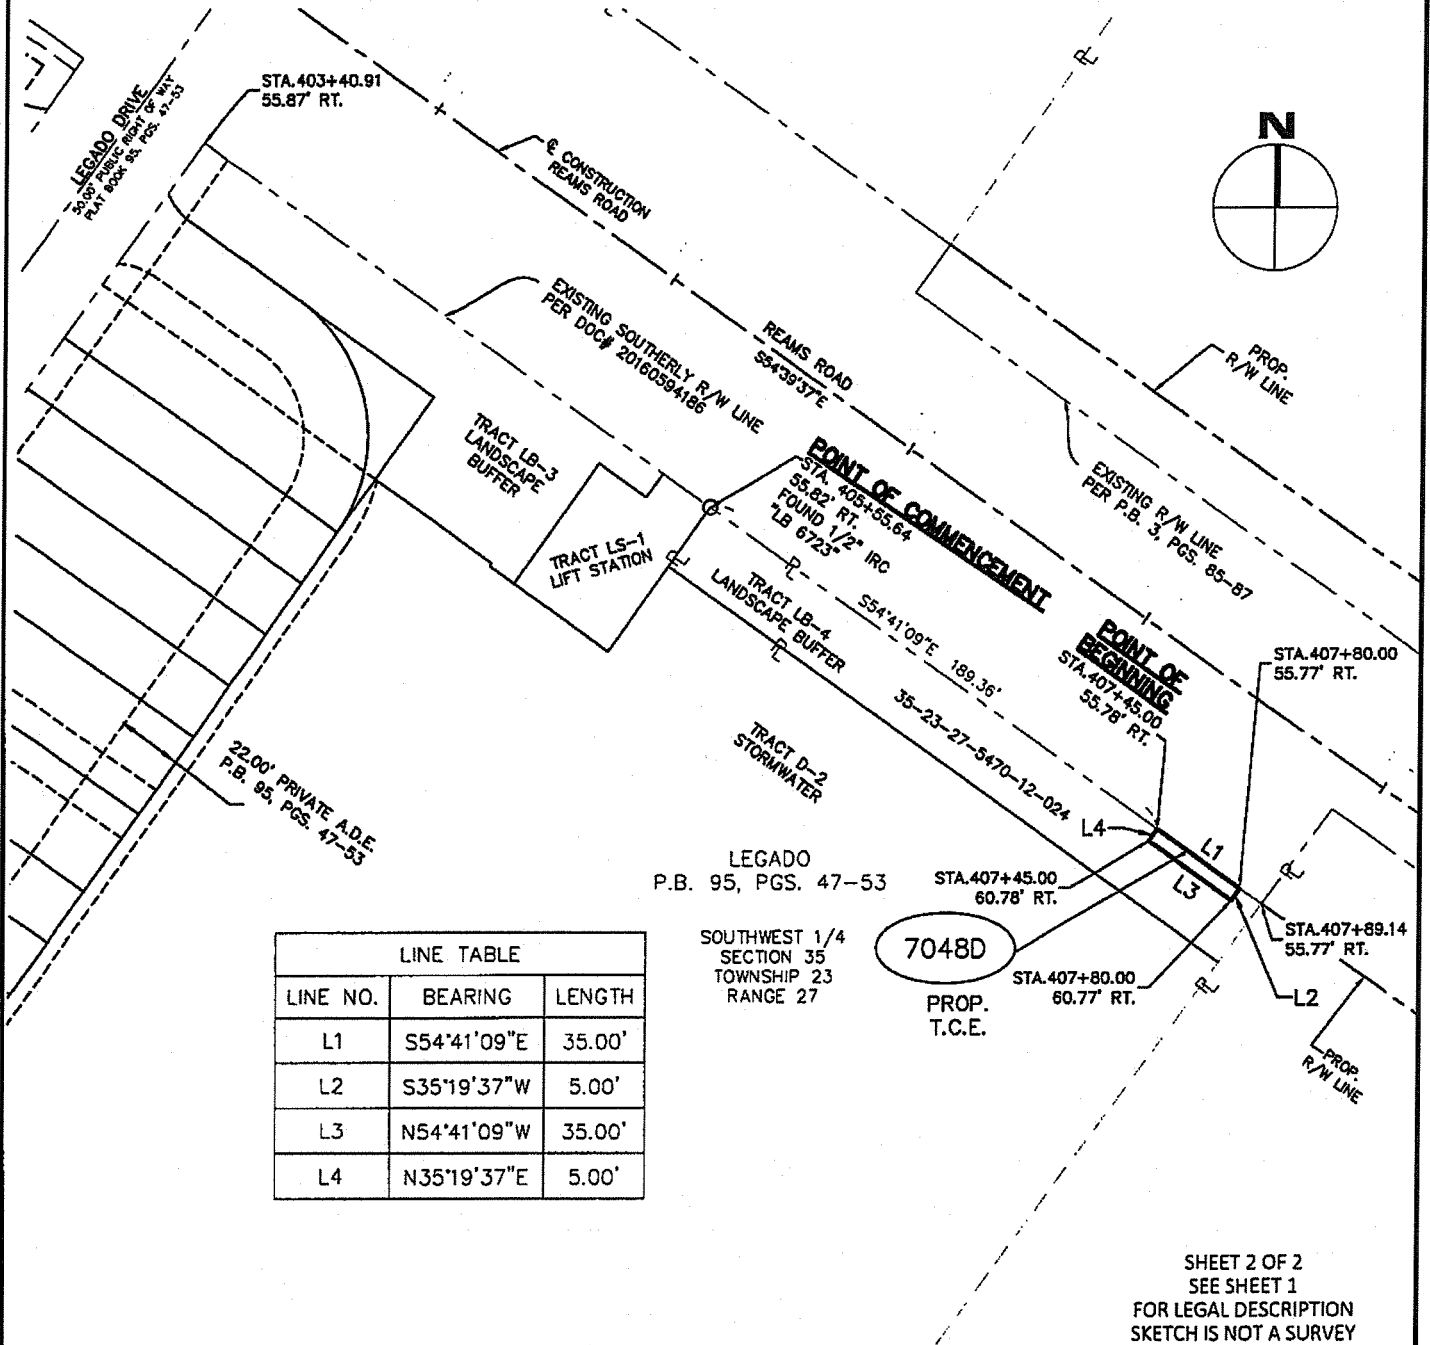 STA.403+40.91
55.87' RT.
LEGADO DRIVE
50.00' PUBLIC RIGHT OF WAY
PLAT BOOK 95, PGS. 47-53
N
℄ CONSTRUCTION
REAMS ROAD
EXISTING SOUTHERLY R/W LINE
PER DOC# 20160594186
REAMS ROAD
S54°39'37"E
PROP.
R/W LINE
EXISTING R/W LINE
PER P.B. 3, PGS. 85-87
TRACT LB-3
LANDSCAPE
BUFFER
TRACT LS-1
LIFT STATION
POINT OF COMMENCEMENT
STA. 405+55.64
55.82' RT.
FOUND 1/2" IRC
"LB 6723"
TRACT LB-4
LANDSCAPE BUFFER
S54°41'09"E 189.36'
35-23-27-5470-12-024
POINT OF
BEGINNING
STA.407+45.00
55.78' RT.
STA.407+80.00
55.77' RT.
TRACT D-2
STORMWATER
22.00' PRIVATE A.D.E.
P.B. 95, PGS. 47-53
L4
L1
L3
LEGADO
P.B. 95, PGS. 47-53
STA.407+45.00
60.78' RT.
SOUTHWEST 1/4
SECTION 35
TOWNSHIP 23
RANGE 27
7048D
PROP.
T.C.E.
STA.407+80.00
60.77' RT.
STA.407+89.14
55.77' RT.
L2
PROP.
R/W LINE
LINE TABLE
LINE NO. BEARING LENGTH
L1 S54°41'09"E 35.00'
L2 S35°19'37"W 5.00'
L3 N54°41'09"W 35.00'
L4 N35°19'37"E 5.00'
SHEET 2 OF 2
SEE SHEET 1
FOR LEGAL DESCRIPTION
SKETCH IS NOT A SURVEY